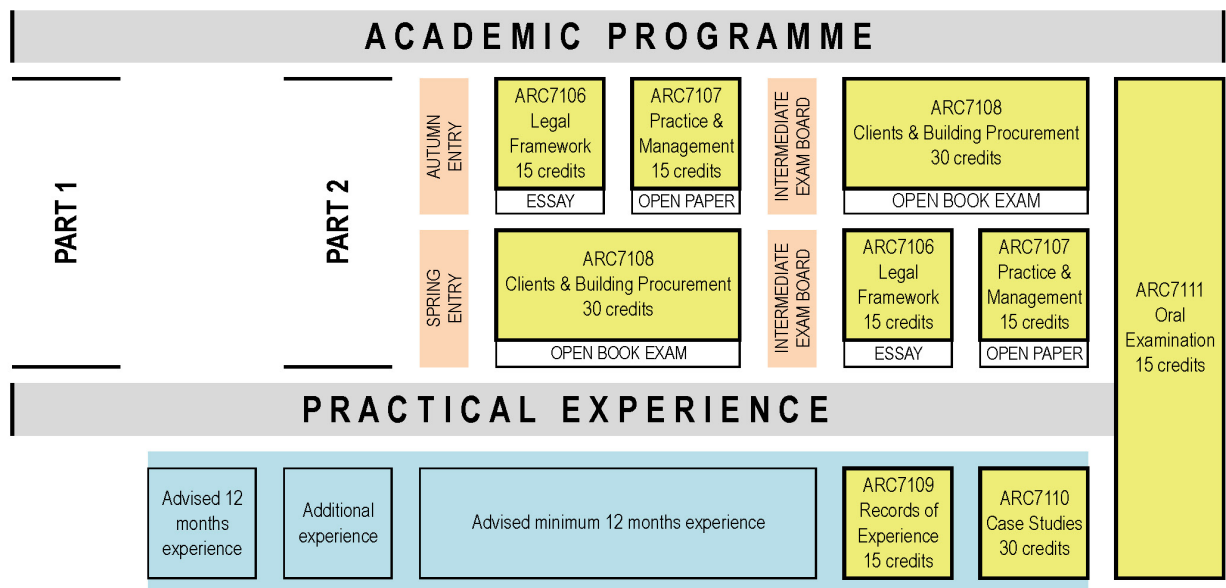 ACADEMIC PROGRAMME
PART 1
PART 2
AUTUMN
ENTRY
ARC7106
Legal
Framework
15 credits
ESSAY
ARC7107
Practice &
Management
15 credits
OPEN PAPER
INTERMEDIATE
EXAM BOARD
ARC7108
Clients & Building Procurement
30 credits
OPEN BOOK EXAM
SPRING
ENTRY
ARC7108
Clients & Building Procurement
30 credits
OPEN BOOK EXAM
INTERMEDIATE
EXAM BOARD
ARC7106
Legal
Framework
15 credits
ESSAY
ARC7107
Practice &
Management
15 credits
OPEN PAPER
ARC7111
Oral
Examination
15 credits
PRACTICAL EXPERIENCE
Advised 12
months
experience
Additional
experience
Advised minimum 12 months experience
ARC7109
Records of
Experience
15 credits
ARC7110
Case Studies
30 credits